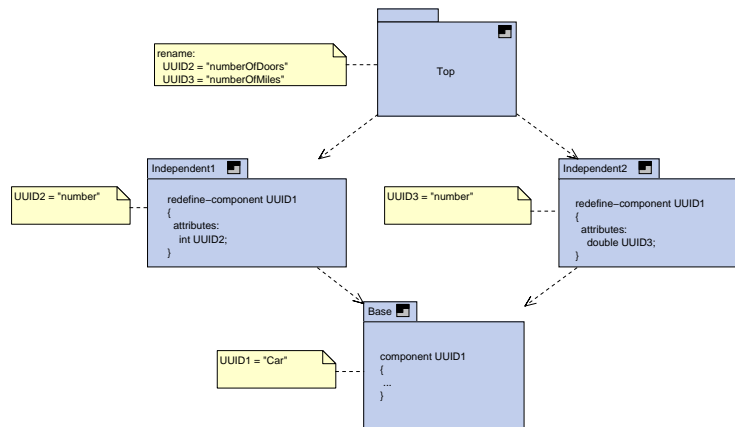 rename:
UUID2 = "numberOfDoors"
UUID3 = "numberOfMiles"
Top
Independent1
UUID2 = "number"
redefine−component UUID1
{
attributes:
int UUID2;
}
Independent2
UUID3 = "number"
redefine−component UUID1
{
attributes:
double UUID3;
}
Base
UUID1 = "Car"
component UUID1
{
...
}